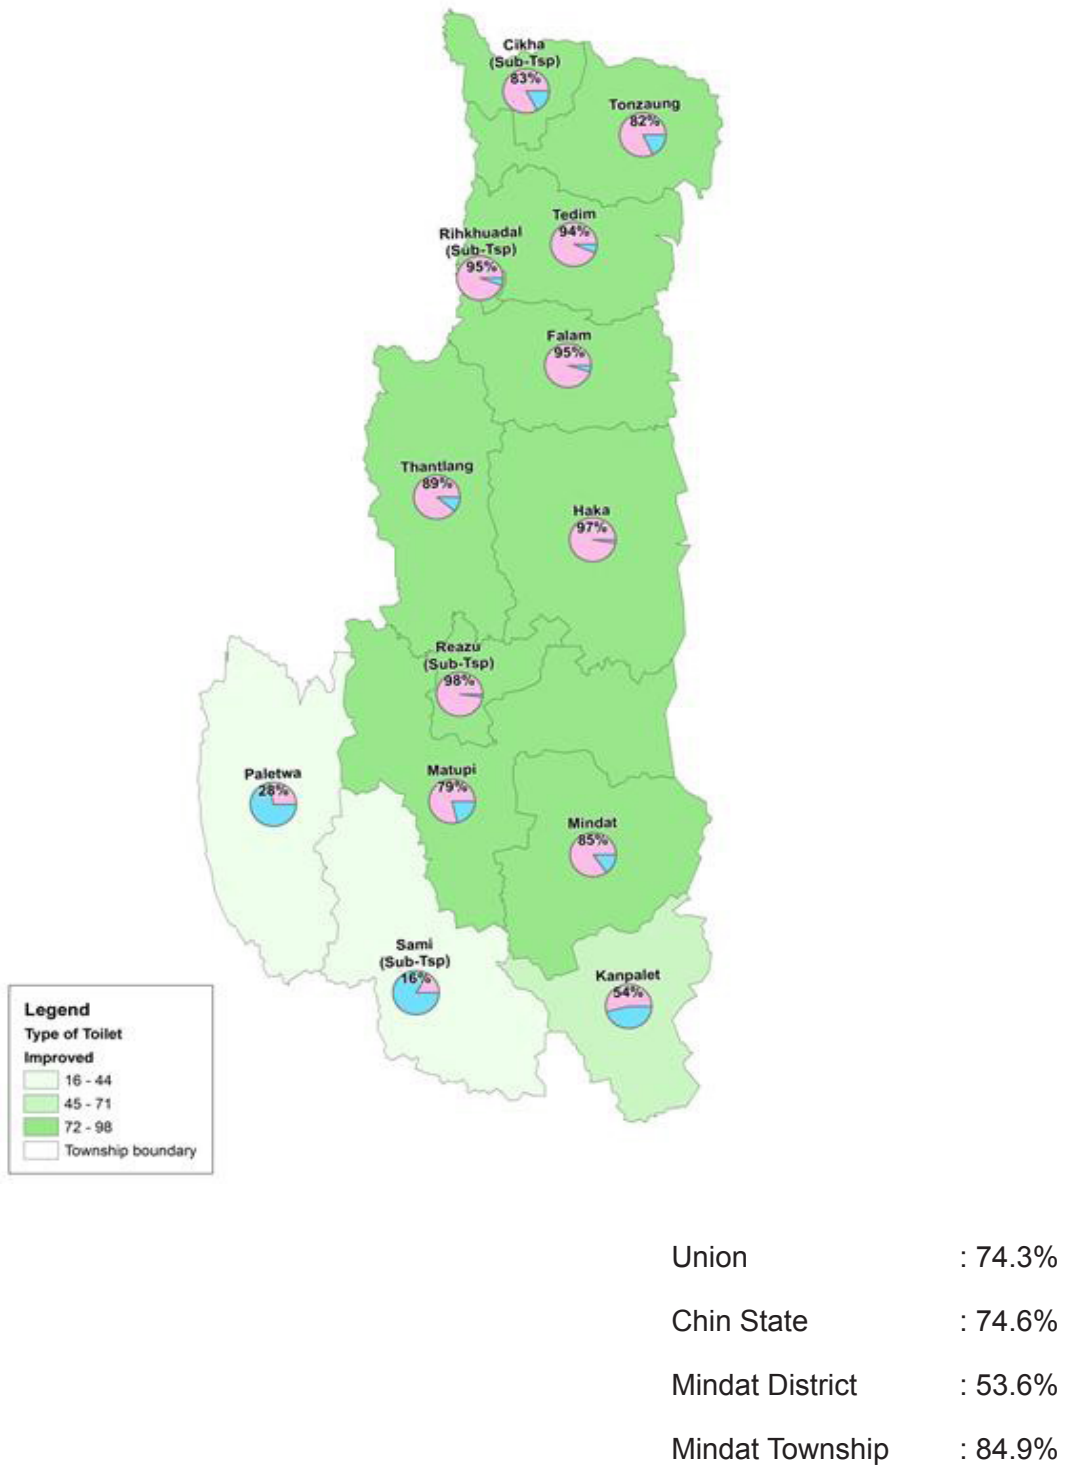 Cikha
(Sub-Tsp)
83%
Tonzaung
82%
Tedim
94%
Rihkhuadal
(Sub-Tsp)
95%
Falam
95%
Thantlang
89%
Haka
97%
Reazu
(Sub-Tsp)
98%
Paletwa
28%
Matupi
79%
Mindat
85%
Sami
(Sub-Tsp)
16%
Kanpalet
54%
Legend
Type of Toilet
Improved
16 - 44
45 - 71
72 - 98
Township boundary
Union : 74.3%
Chin State : 74.6%
Mindat District : 53.6%
Mindat Township : 84.9%